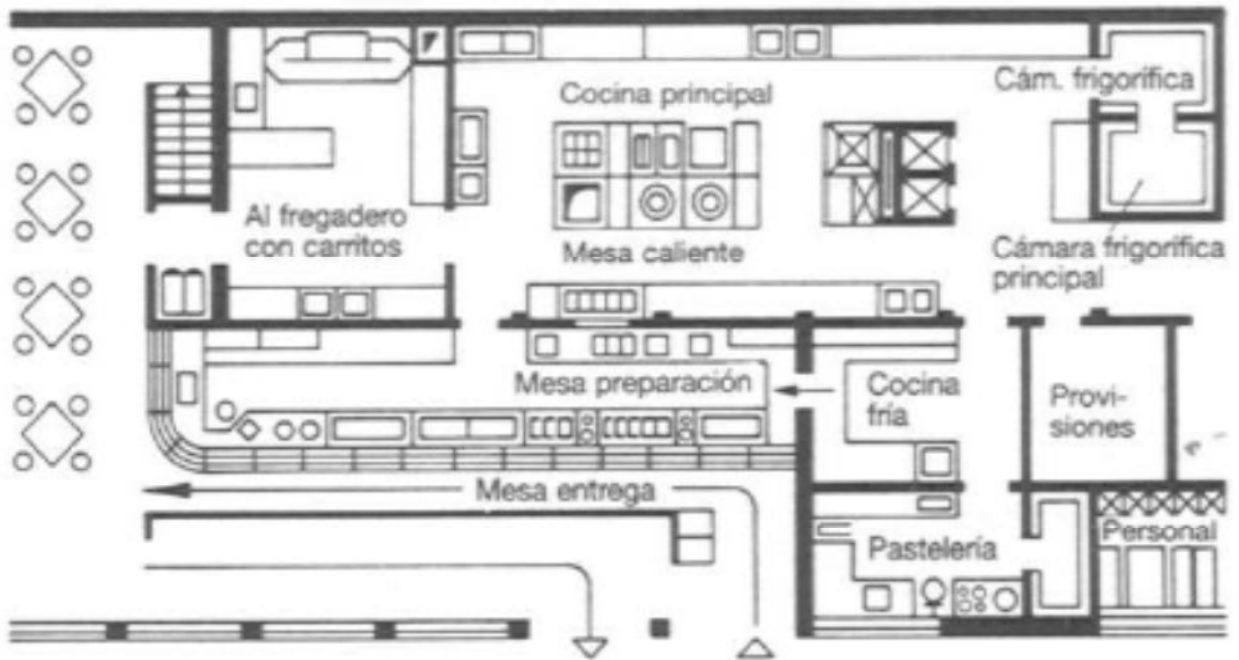 Cocina principal
Cám. frigorífica
Al fregadero
con carritos
Mesa caliente
Cámara frigorífica
principal
Mesa preparación
Cocina
fría
Provi-
siones
Mesa entrega
Pastelería
Personal